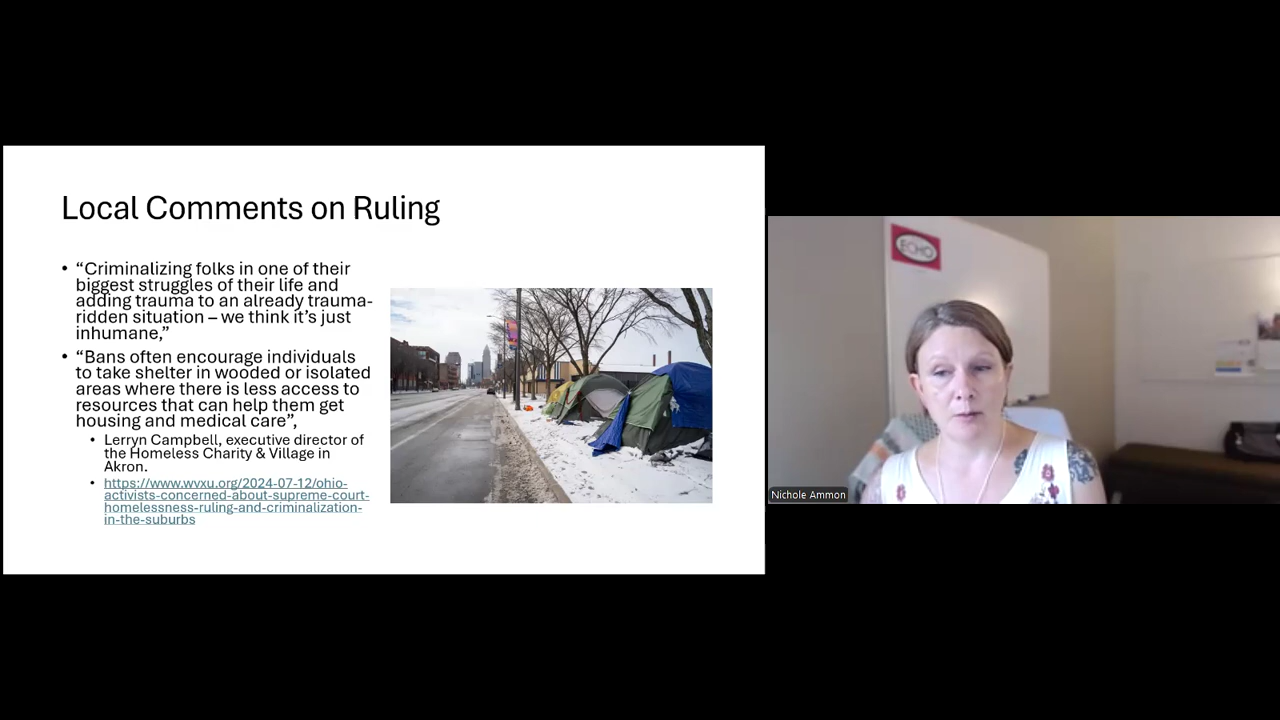 Local Comments on Ruling
• “Criminalizing folks in one of their
biggest struggles of their life and
adding trauma to an already trauma-
ridden situation – we think it’s just
inhumane,”
• “Bans often encourage individuals
to take shelter in wooded or isolated
areas where there is less access to
resources that can help them get
housing and medical care”,
• Lerryn Campbell, executive director of
the Homeless Charity & Village in
Akron.
• https://www.wvxu.org/2024-07-12/ohio-
activists-concerned-about-supreme-court-
homelessness-ruling-and-criminalization-
in-the-suburbs
ECHO
Nichole Ammon